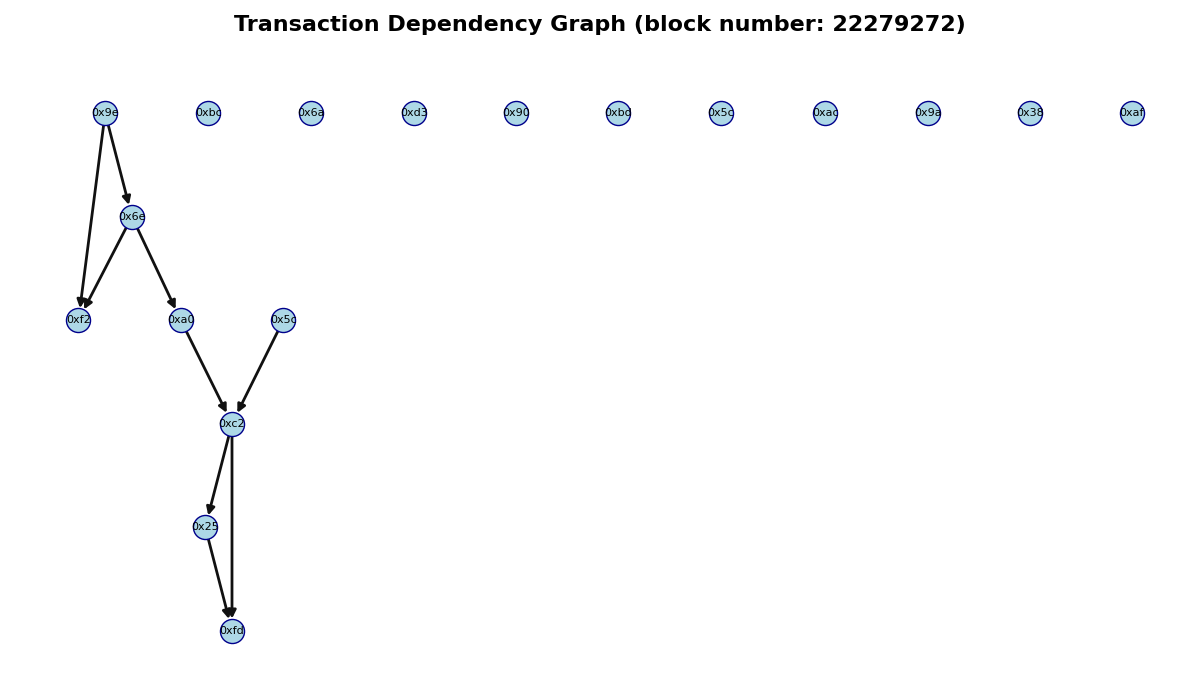 Transaction Dependency Graph (block number: 22279272)
0x9e 0xbc 0x6a 0xd3 0x90 0xbd 0x5c 0xac 0x9a 0x38 0xaf
0x6e
0xf2 0xa0 0x5c
0xc2
0x25
0xfd